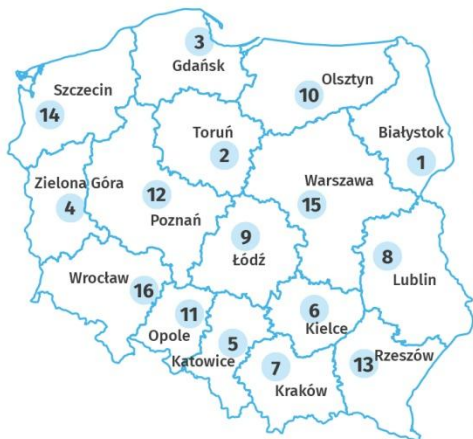 3
Gdańsk
Olsztyn
10
Szczecin
14
Toruń
2
Białystok
1
Zielona Góra
4
12
Poznań
Warszawa
15
9
Łódź
8
Lublin
Wrocław
16
11
Opole
6
Kielce
5
Katowice
7
Kraków
Rzeszów
13